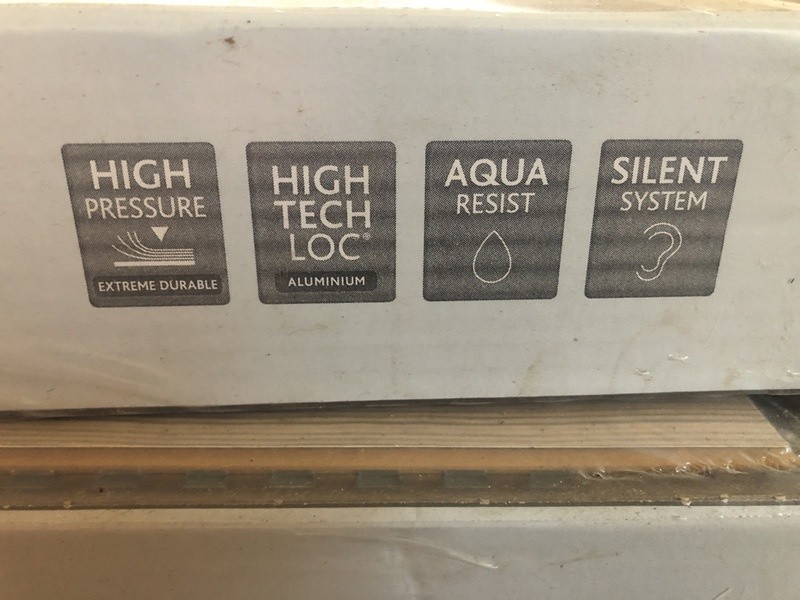 HIGH
PRESSURE
EXTREME DURABLE
HIGH
TECH
LOC®
ALUMINIUM
AQUA
RESIST
SILENT
SYSTEM